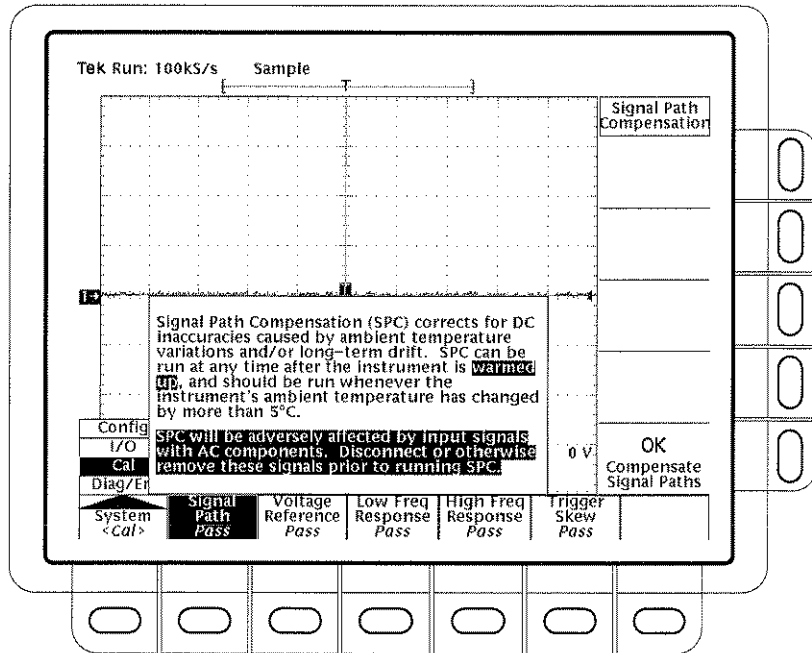 Tek Run: 100kS/s Sample
T
Signal Path
Compensation
T
1
Signal Path Compensation (SPC) corrects for DC
inaccuracies caused by ambient temperature
variations and/or long-term drift. SPC can be
run at any time after the instrument is warmed
up, and should be run whenever the
instrument's ambient temperature has changed
by more than 5°C.
SPC will be adversely affected by input signals
with AC components. Disconnect or otherwise
remove these signals prior to running SPC.
0 V
OK
Compensate
Signal Paths
Config
I/O
Cal
Diag/Er
System
<Cal>
Signal
Path
Pass
Voltage
Reference
Pass
Low Freq
Response
Pass
High Freq
Response
Pass
Trigger
Skew
Pass